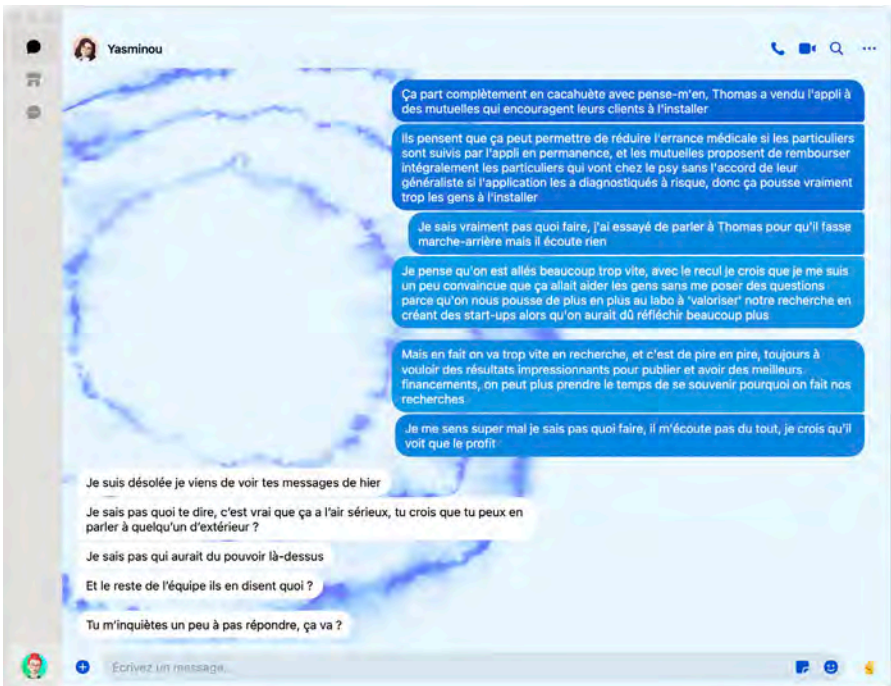 Yasminou
Ça part complètement en cacahuète avec pense-m'en, Thomas a vendu l'appli à
des mutuelles qui encouragent leurs clients à l'installer
Ils pensent que ça peut permettre de réduire l'errance médicale si les particuliers
sont suivis par l'appli en permanence, et les mutuelles proposent de rembourser
intégralement les particuliers qui vont chez le psy sans l'accord de leur
généraliste si l'application les a diagnostiqués à risque, donc ça pousse vraiment
trop les gens à l'installer
Je sais vraiment pas quoi faire, j'ai essayé de parler à Thomas pour qu'il fasse
marche-arrière mais il écoute rien
Je pense qu'on est allés beaucoup trop vite, avec le recul je crois que je me suis
un peu convaincue que ça allait aider les gens sans me poser des questions
parce qu'on nous pousse de plus en plus au labo à 'valoriser' notre recherche en
créant des start-ups alors qu'on aurait dû réfléchir beaucoup plus
Mais en fait on va trop vite en recherche, et c'est de pire en pire, toujours à
vouloir des résultats impressionnants pour publier et avoir des meilleurs
financements, on peut plus prendre le temps de se souvenir pourquoi on fait nos
recherches
Je me sens super mal je sais pas quoi faire, il m'écoute pas du tout, je crois qu'il
voit que le profit
Je suis désolée je viens de voir tes messages de hier
Je sais pas quoi te dire, c'est vrai que ça a l'air sérieux, tu crois que tu peux en
parler à quelqu'un d'extérieur ?
Je sais pas qui aurait du pouvoir là-dessus
Et le reste de l'équipe ils en disent quoi ?
Tu m'inquiètes un peu à pas répondre, ça va ?
Écrivez un message...